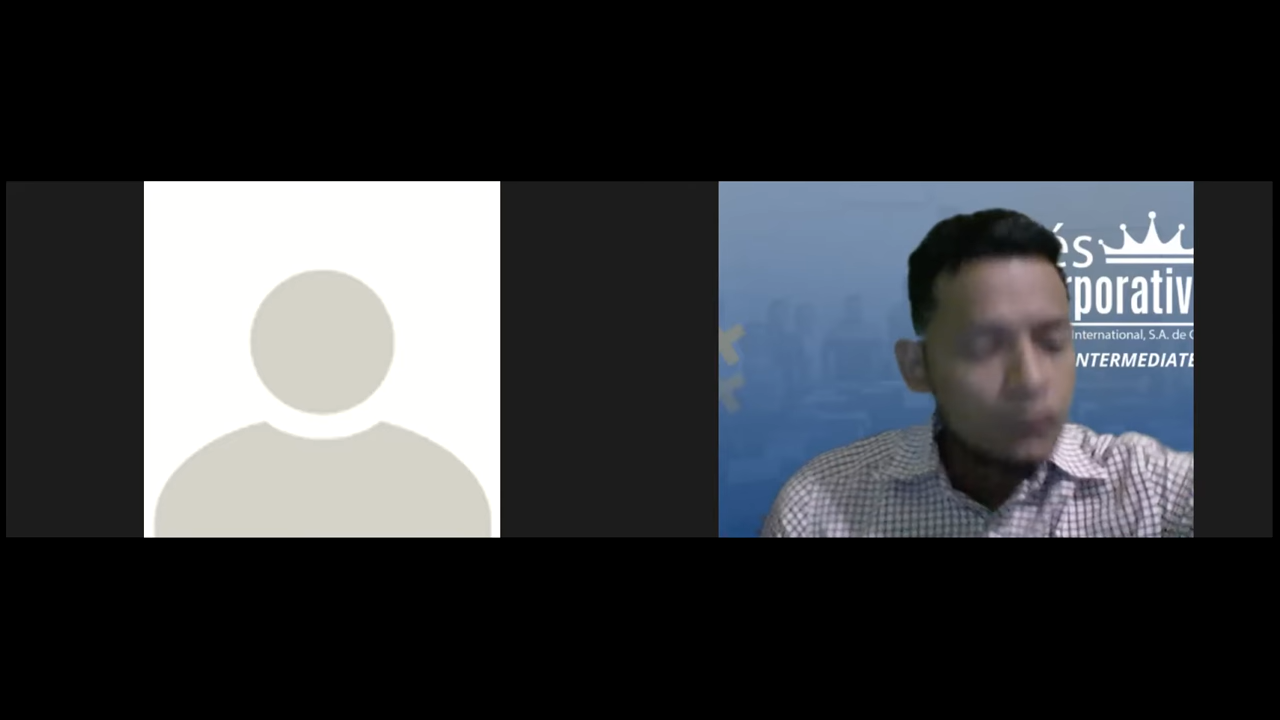 és
rporativ
International, S.A. de C
INTERMEDIATE